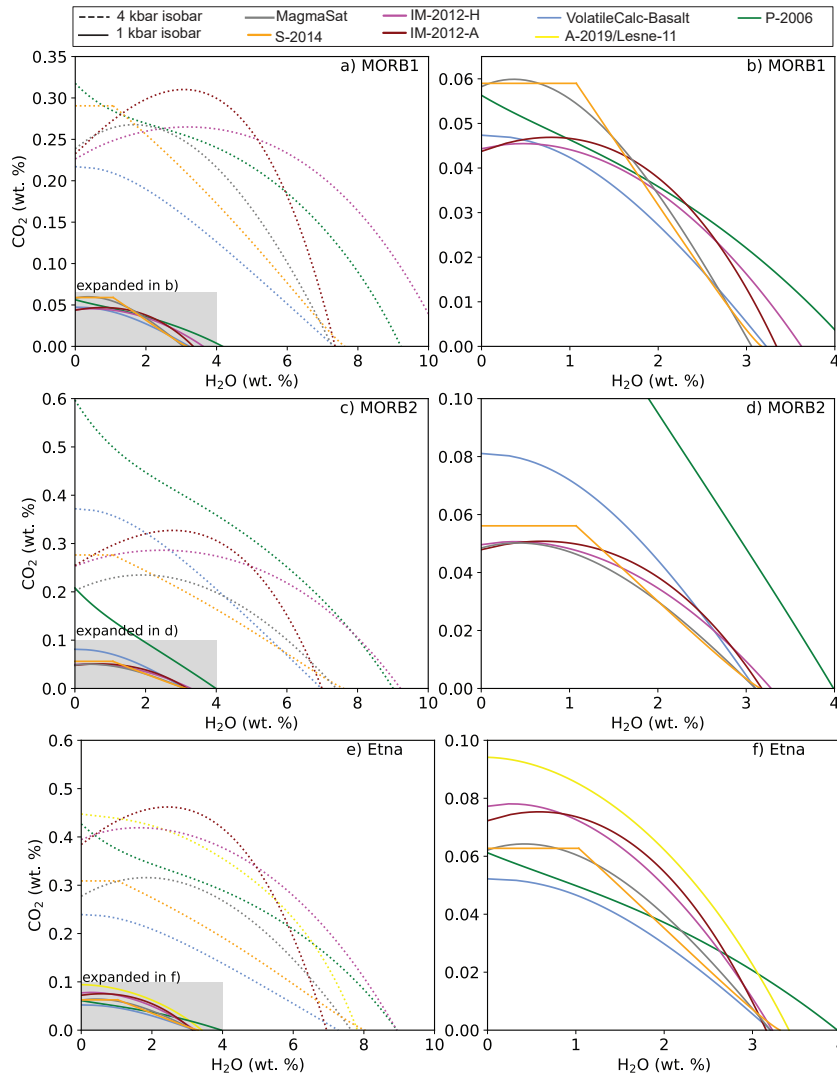 4 kbar isobar MagmaSat IM-2012-H VolatileCalc-Basalt P-2006
1 kbar isobar S-2014 IM-2012-A A-2019/Lesne-11
a) MORB1
0.35
0.30
0.25
0.20
0.15
0.10
0.05
0.00
CO₂ (wt. %)
expanded in b)
0 2 4 6 8 10
H₂O (wt. %)
b) MORB1
0.06
0.05
0.04
0.03
0.02
0.01
0.00
0 1 2 3 4
H₂O (wt. %)
c) MORB2
0.6
0.5
0.4
0.3
0.2
0.1
0.0
CO₂ (wt. %)
expanded in d)
0 2 4 6 8 10
H₂O (wt. %)
d) MORB2
0.10
0.08
0.06
0.04
0.02
0.00
0 1 2 3 4
H₂O (wt. %)
e) Etna
0.6
0.5
0.4
0.3
0.2
0.1
0.0
CO₂ (wt. %)
expanded in f)
0 2 4 6 8 10
H₂O (wt. %)
f) Etna
0.10
0.08
0.06
0.04
0.02
0.00
0 1 2 3 4
H₂O (wt. %)